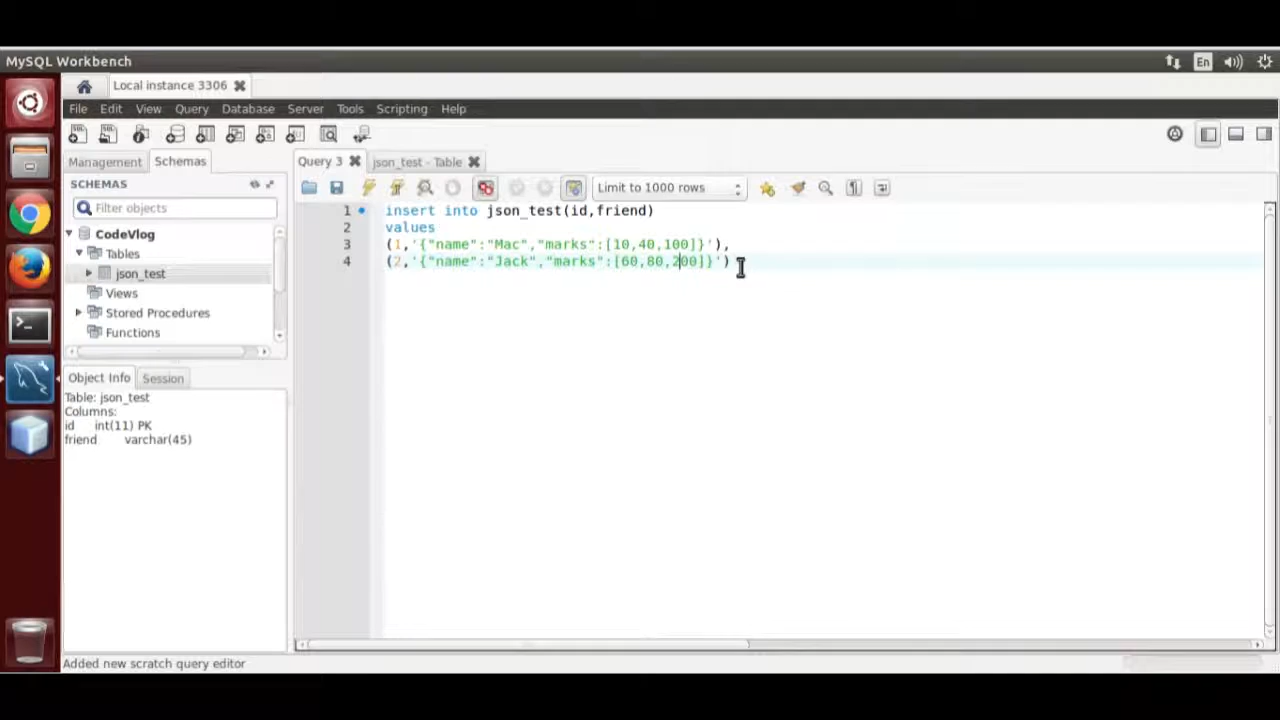 MySQL Workbench
En
Local instance 3306
File Edit View Query Database Server Tools Scripting Help
Management Schemas
Query 3 json_test - Table
SCHEMAS
Limit to 1000 rows
Filter objects
CodeVlog
Tables
json_test
Views
Stored Procedures
Functions
1 insert into json_test(id,friend)
2 values
3 (1,'{"name":"Mac","marks":[10,40,100]}'),
4 (2,'{"name":"Jack","marks":[60,80,200]}')
Object Info Session
Table: json_test
Columns:
id int(11) PK
friend varchar(45)
Added new scratch query editor